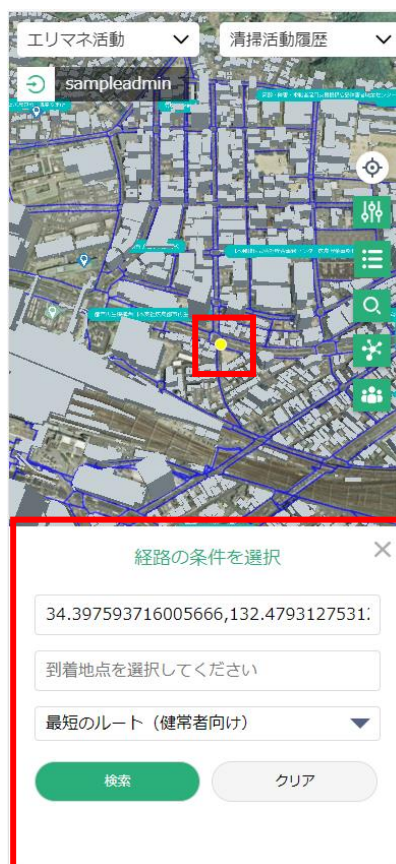 エリマネ活動
清掃活動履歴
sampleadmin
経路の条件を選択
34.397593716005666,132.4793127531
到着地点を選択してください
最短のルート（健常者向け）
検索
クリア